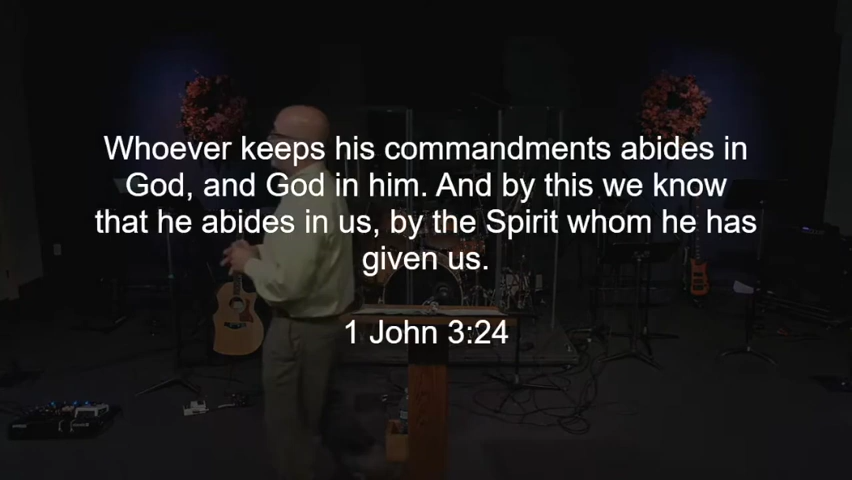 Whoever keeps his commandments abides in
God, and God in him. And by this we know
that he abides in us, by the Spirit whom he has
given us.
1 John 3:24